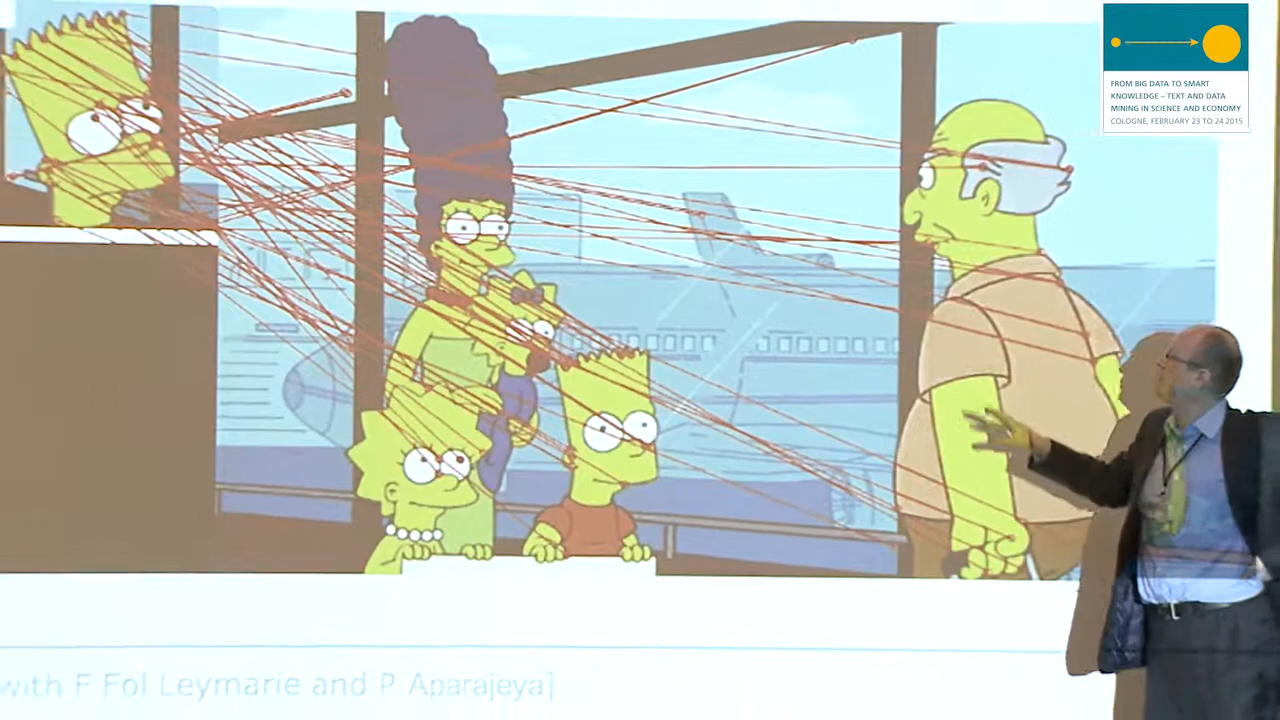 FROM BIG DATA TO SMART
KNOWLEDGE – TEXT AND DATA
MINING IN SCIENCE AND ECONOMY
COLOGNE, FEBRUARY 23 TO 24 2015
with F Fol Leymarie and P Aparajeya]